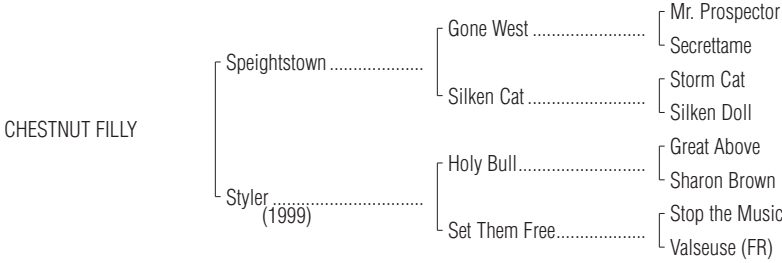 Mr. Prospector
Gone West ........................
Secrettame
Speightstown ....................
Storm Cat
Silken Cat .........................
Silken Doll
CHESTNUT FILLY
Great Above
Holy Bull...........................
Sharon Brown
Styler ................................
(1999)
Stop the Music
Set Them Free...................
Valseuse (FR)